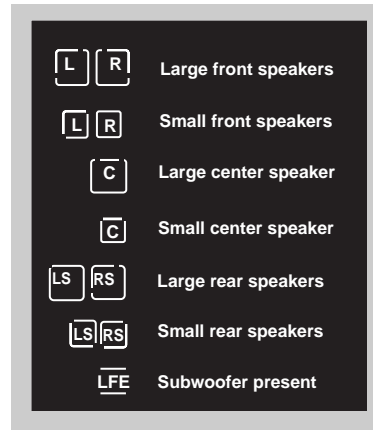 L R Large front speakers
L R Small front speakers
C Large center speaker
C Small center speaker
LS RS Large rear speakers
LS RS Small rear speakers
LFE Subwoofer present